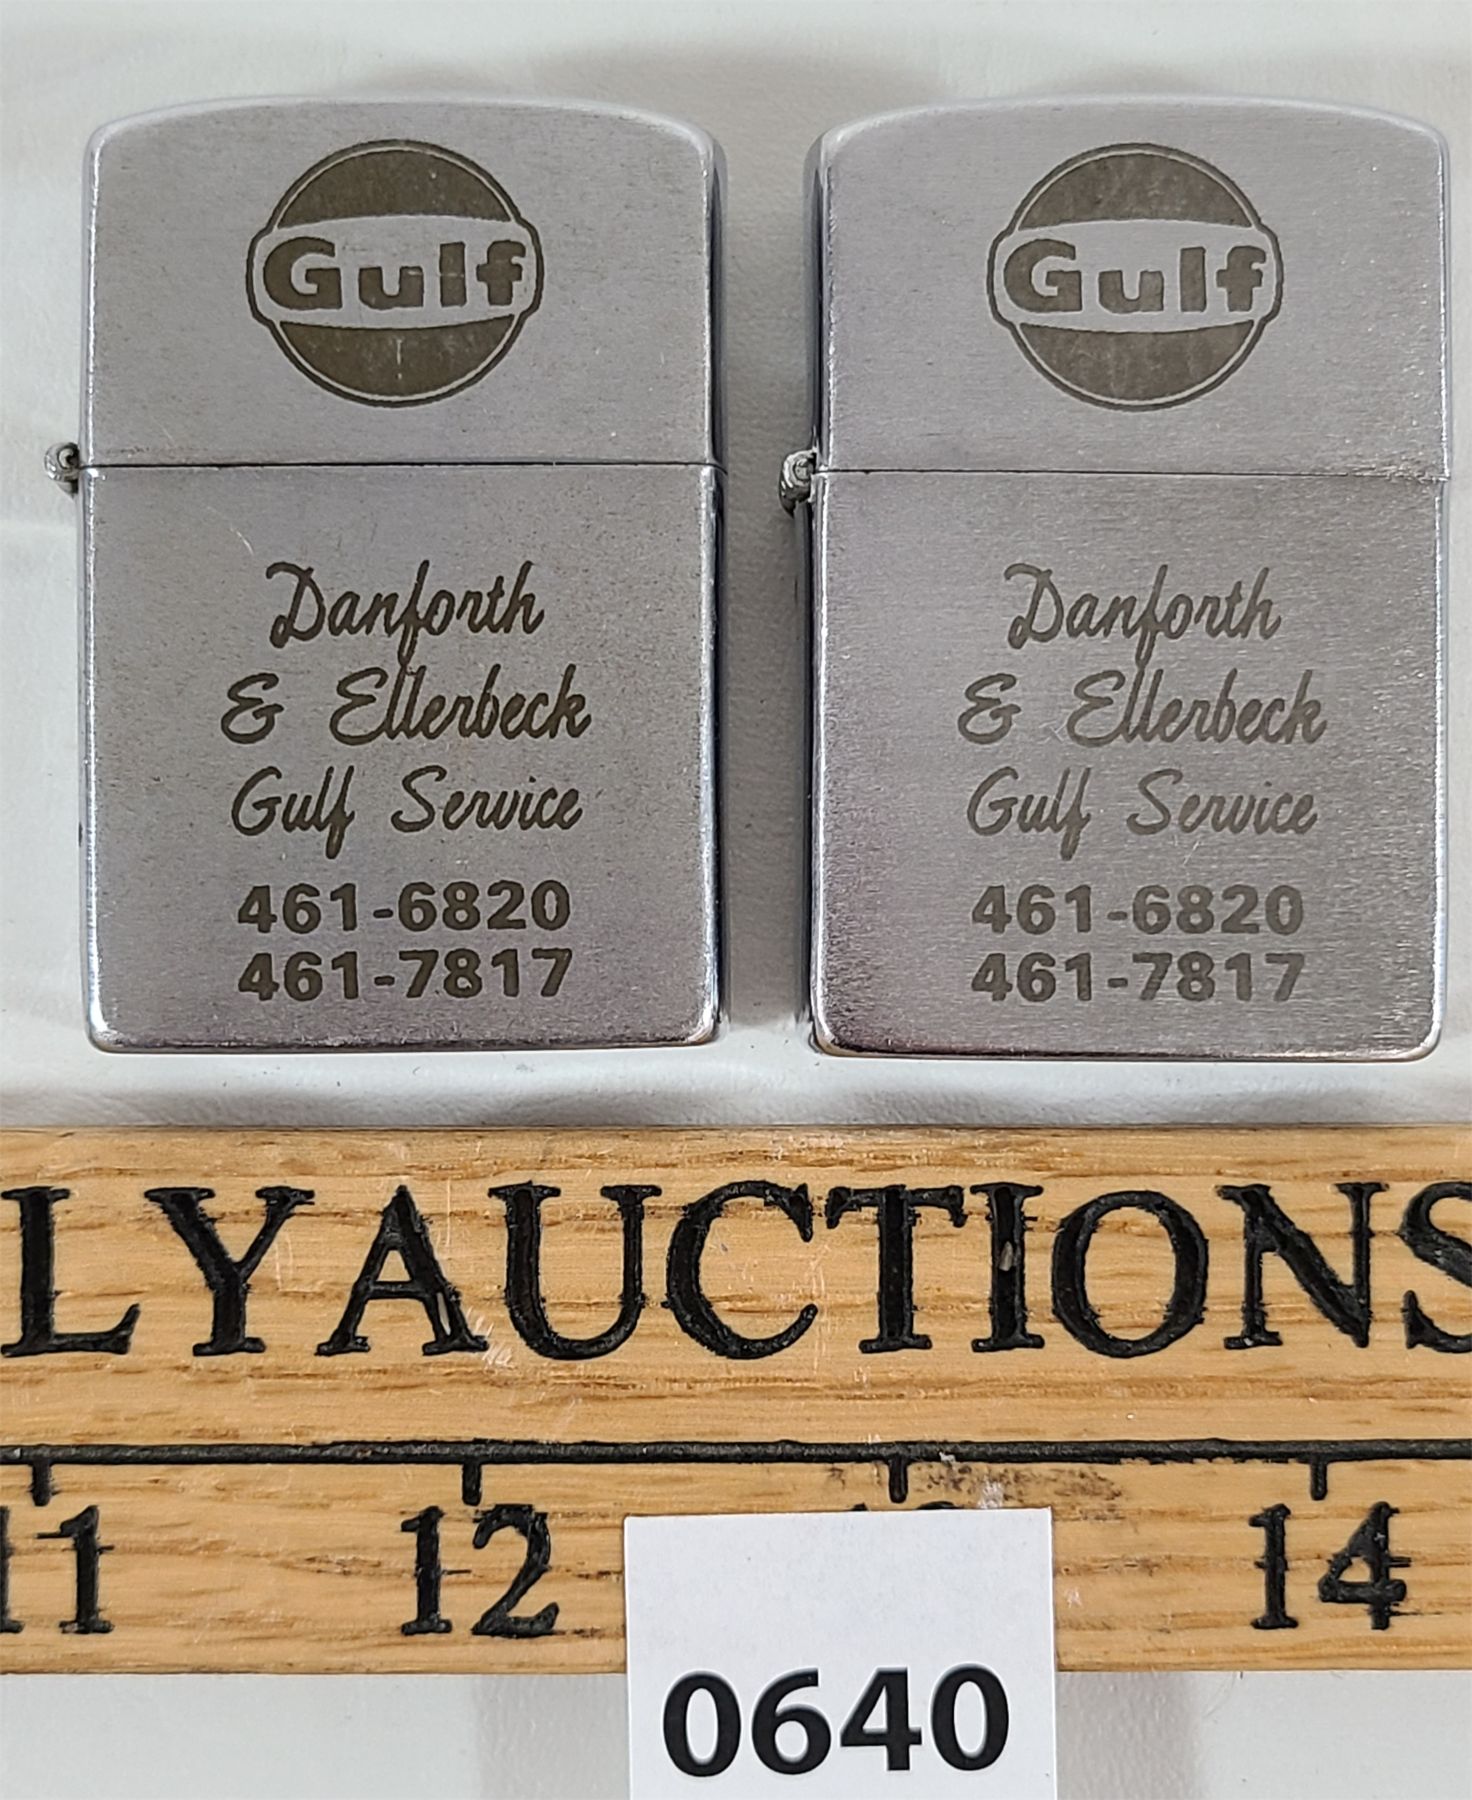 Gulf
Danforth
& Ellerbeck
Gulf Service
461-6820
461-7817
Gulf
Danforth
& Ellerbeck
Gulf Service
461-6820
461-7817
LYAUCTIONS
11 12 14
0640